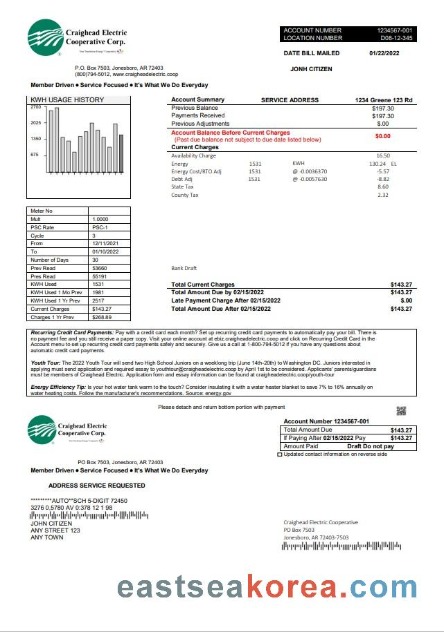 Craighead Electric
Cooperative Corp.
ACCOUNT NUMBER 1234567-001
LOCATION NUMBER D08-12-345
DATE BILL MAILED 01/22/2022
P.O. Box 7503, Jonesboro, AR 72403
(800)794-5012, www.craigheadelectric.coop
JONH CITIZEN
Member Driven ● Service Focused ● It's What We Do Everyday
KWH USAGE HISTORY
2700
2025
1350
675
Account Summary SERVICE ADDRESS 1234 Greene 123 Rd
Previous Balance $197.30
Payments Received $197.30
Previous Adjustments $.00
Account Balance Before Current Charges $0.00
(Past due balance not subject to due date listed below)
Current Charges
Availability Charge 16.50
Energy 1531 KWH 130.24 EL
Energy Cost/RTO Adj 1531 @ -0.0036370 -5.57
Debt Adj 1531 @ -0.0057630 -8.82
State Tax 8.60
County Tax 2.32
Meter No
Mult 1.0000
PSC Rate PSC-1
Cycle 3
From 12/11/2021
To 01/10/2022
Number of Days 30
Prev Read 53660
Pres Read 55191
KWH Used 1531
KWH Used 1 Mo Prev 1981
KWH Used 1 Yr Prev 2517
Current Charges $143.27
Charges 1 Yr Prev $268.89
Bank Draft
Total Current Charges $143.27
Total Amount Due by 02/15/2022 $143.27
Late Payment Charge After 02/15/2022 $.00
Total Amount Due After 02/15/2022 $143.27
Recurring Credit Card Payments: Pay with a credit card each month? Set up recurring credit card payments to automatically pay your bill. There is
no payment fee and you still receive a paper copy. Visit your online account at ebiz.craigheadelectric.coop and click on Recurring Credit in the
Account menu to set up recurring card payments safely and securely. Give us a call at 1-800-794-5012 if you have any questions about
automatic credit card payments.
Youth Tour: The 2022 Youth Tour will send two High School Juniors on a weeklong trip (June 14th-20th) to Washington DC. Juniors interested in
applying must send application and required essay to youthtour@craigheadelectric.coop by April 1st to be considered. Applicants' parents/guardians
must be members of Craighead Electric. Application form and essay information can be found at craigheadelectric.coop/youth-tour
Energy Efficiency Tip: Is your hot water tank warm to the touch? Consider insulating it with a water heater blanket to save 7% to 16% annually on
water heating costs. Follow the manufacturer's recommendations. Source: energy.gov
Please detach and return bottom portion with payment
Craighead Electric
Cooperative Corp.
Account Number 1234567-001
Total Amount Due $143.27
If Paying After 02/15/2022 Pay $143.27
Amount Paid Draft Do not pay
Updated contact information on reverse side
PO Box 7503, Jonesboro, AR 72403
Member Driven ● Service Focused ● It's What We Do Everyday
ADDRESS SERVICE REQUESTED
*********AUTO**SCH 5-DIGIT 72450
3276 0.5780 AV 0.378 12 1 98
JOHN CITIZEN
ANY STREET 123
ANY TOWN
Craighead Electric Cooperative
PO Box 7503
Jonesboro, AR 72403-7503
eastseakorea.com